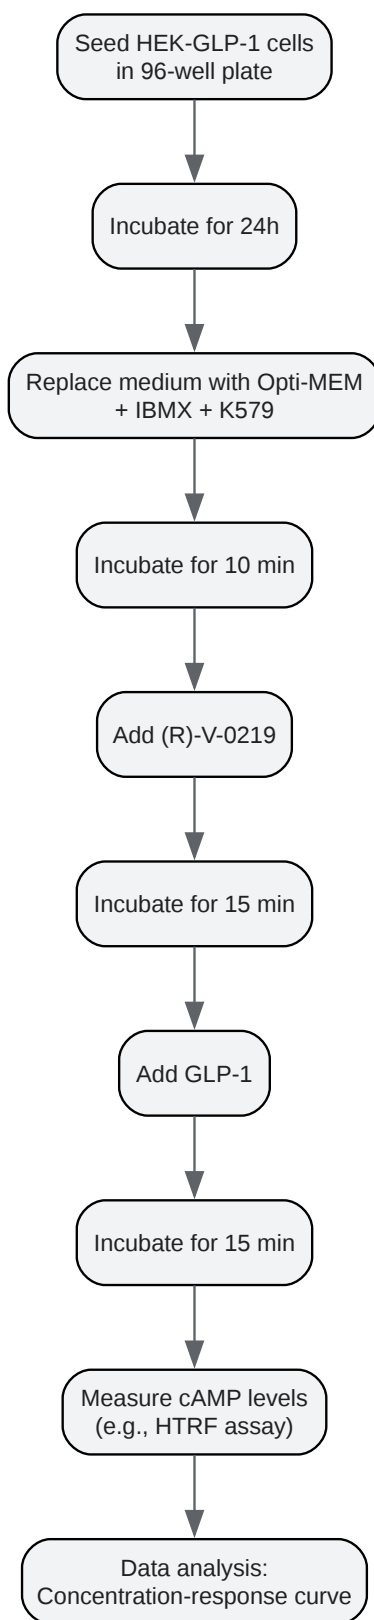 Seed HEK-GLP-1 cells
in 96-well plate
Incubate for 24h
Replace medium with Opti-MEM
+ IBMX + K579
Incubate for 10 min
Add (R)-V-0219
Incubate for 15 min
Add GLP-1
Incubate for 15 min
Measure cAMP levels
(e.g., HTRF assay)
Data analysis:
Concentration-response curve